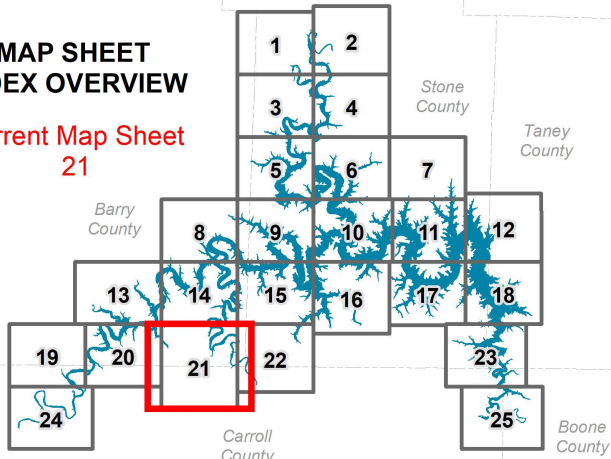 MAP SHEET
DEX OVERVIEW
rrent Map Sheet
21
1
2
3
4
Stone
County
Taney
County
5
6
7
Barry
County
8
9
10
11
12
13
14
15
16
17
18
19
20
21
22
23
24
25
Boone
County
Carroll
County